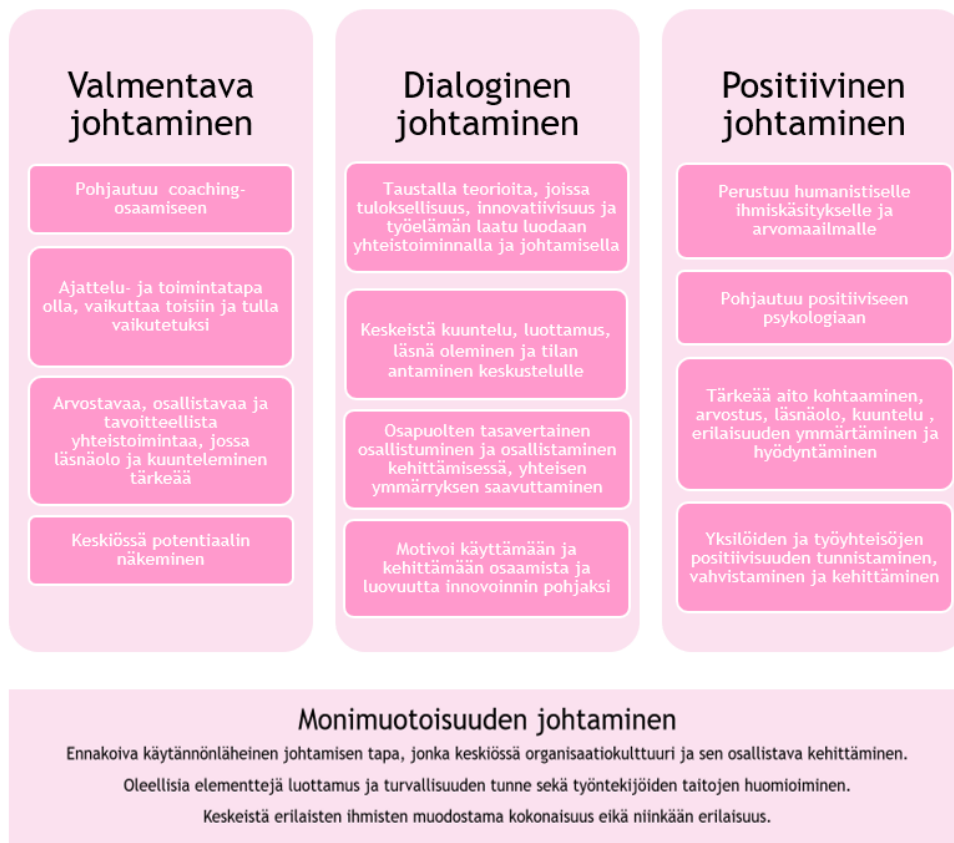 Valmentava
johtaminen
Pohjautuu coaching-
osaamiseen
Ajattelu- ja toimintatapa
olla, vaikuttaa toisiin ja tulla
vaikutetuksi
Arvostavaa, osallistavaa ja
tavoitteellista
yhteistoimintaa, jossa
läsnäolo ja kuunteleminen
tärkeää
Keskiössä potentiaalin
näkeminen
Dialoginen
johtaminen
Taustalla teorioita, joissa
tuloksellisuus, innovatiivisuus ja
työelämän laatu luodaan
yhteistoiminnalla ja johtamisella
Keskeistä kuuntelu, luottamus,
läsnä oleminen ja tilan
antaminen keskustelulle
Osapuolten tasavertainen
osallistuminen ja osallistaminen
kehittämisessä, yhteisen
ymmärryksen saavuttaminen
Motivoi käyttämään ja
kehittämään osaamista ja
luovuutta innovoinnin pohjaksi
Positiivinen
johtaminen
Perustuu humanistiselle
ihmiskäsitykselle ja
arvomaailmalle
Pohjautuu positiiviseen
psykologiaan
Tärkeää aito kohtaaminen,
arvostus, läsnäolo, kuuntelu ,
erilaisuuden ymmärtäminen ja
hyödyntäminen
Yksilöiden ja työyhteisöjen
positiivisuuden tunnistaminen,
vahvistaminen ja kehittäminen
Monimuotoisuuden johtaminen
Ennakoiva käytännönläheinen johtamisen tapa, jonka keskiössä organisaatiokulttuuri ja sen osallistava kehittäminen.
Oleellisia elementtejä luottamus ja turvallisuuden tunne sekä työntekijöiden taitojen huomioiminen.
Keskeistä erilaisten ihmisten muodostama kokonaisuus eikä niinkään erilaisuus.